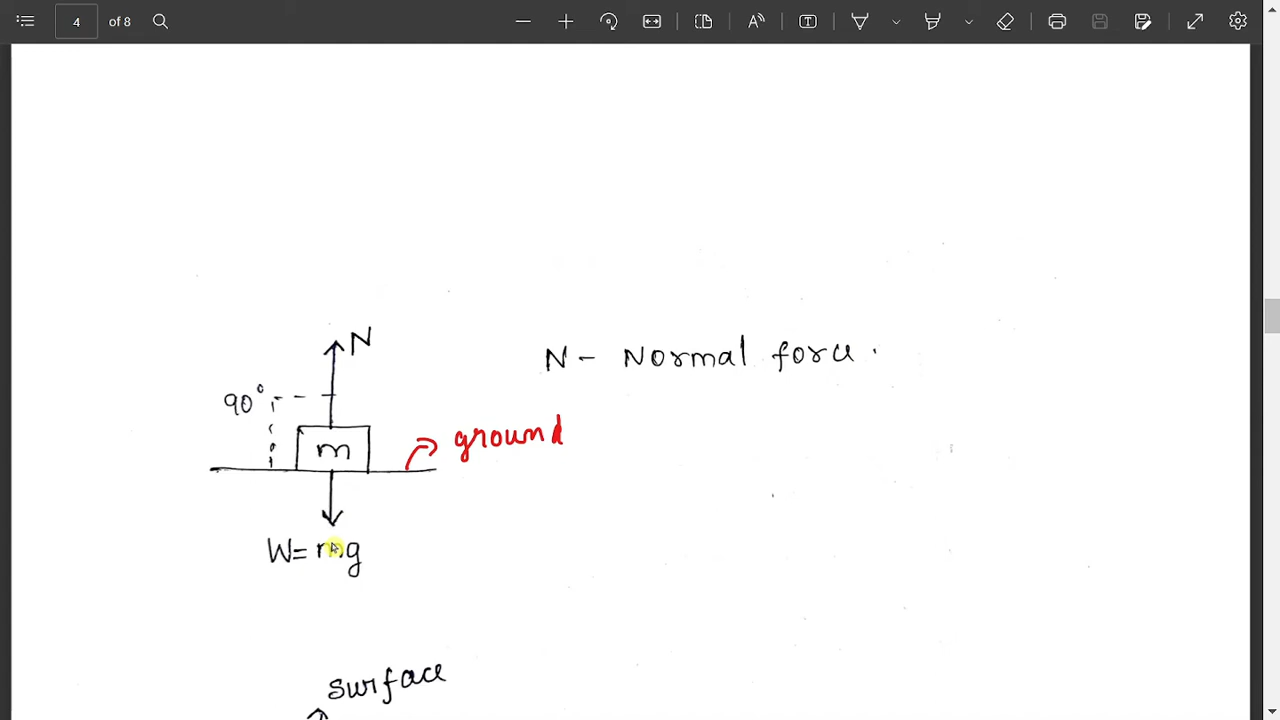 4 of 8
N
N - Normal force.
90°
m
ground
W = mg
surface